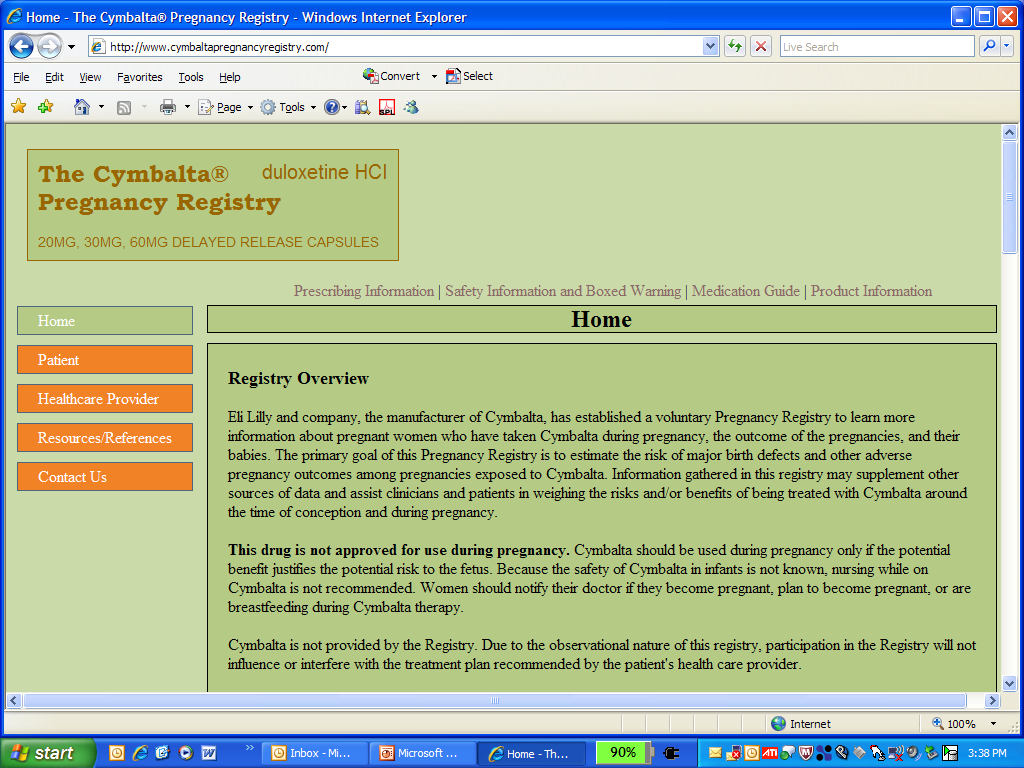 Home - The Cymbalta® Pregnancy Registry - Windows Internet Explorer
http://www.cymbaltapregnancyregistry.com/
Live Search
File Edit View Favorites Tools Help
Convert Select
Page Tools
The Cymbalta® duloxetine HCl
Pregnancy Registry
20MG, 30MG, 60MG DELAYED RELEASE CAPSULES
Prescribing Information | Safety Information and Boxed Warning | Medication Guide | Product Information
Home
Patient
Healthcare Provider
Resources/References
Contact Us
Home
Registry Overview
Eli Lilly and company, the manufacturer of Cymbalta, has established a voluntary Pregnancy Registry to learn more
information about pregnant women who have taken Cymbalta during pregnancy, the outcome of the pregnancies, and their
babies. The primary goal of this Pregnancy Registry is to estimate the risk of major birth defects and other adverse
pregnancy outcomes among pregnancies exposed to Cymbalta. Information gathered in this registry may supplement other
sources of data and assist clinicians and patients in weighing the risks and/or benefits of being treated with Cymbalta around
the time of conception and during pregnancy.
This drug is not approved for use during pregnancy. Cymbalta should be used during pregnancy only if the potential
benefit justifies the potential risk to the fetus. Because the safety of Cymbalta in infants is not known, nursing while on
Cymbalta is not recommended. Women should notify their doctor if they become pregnant, plan to become pregnant, or are
breastfeeding during Cymbalta therapy.
Cymbalta is not provided by the Registry. Due to the observational nature of this registry, participation in the Registry will not
influence or interfere with the treatment plan recommended by the patient's health care provider.
Internet 100%
start Inbox - Mi... Microsoft ... Home - Th... 90% 3:38 PM